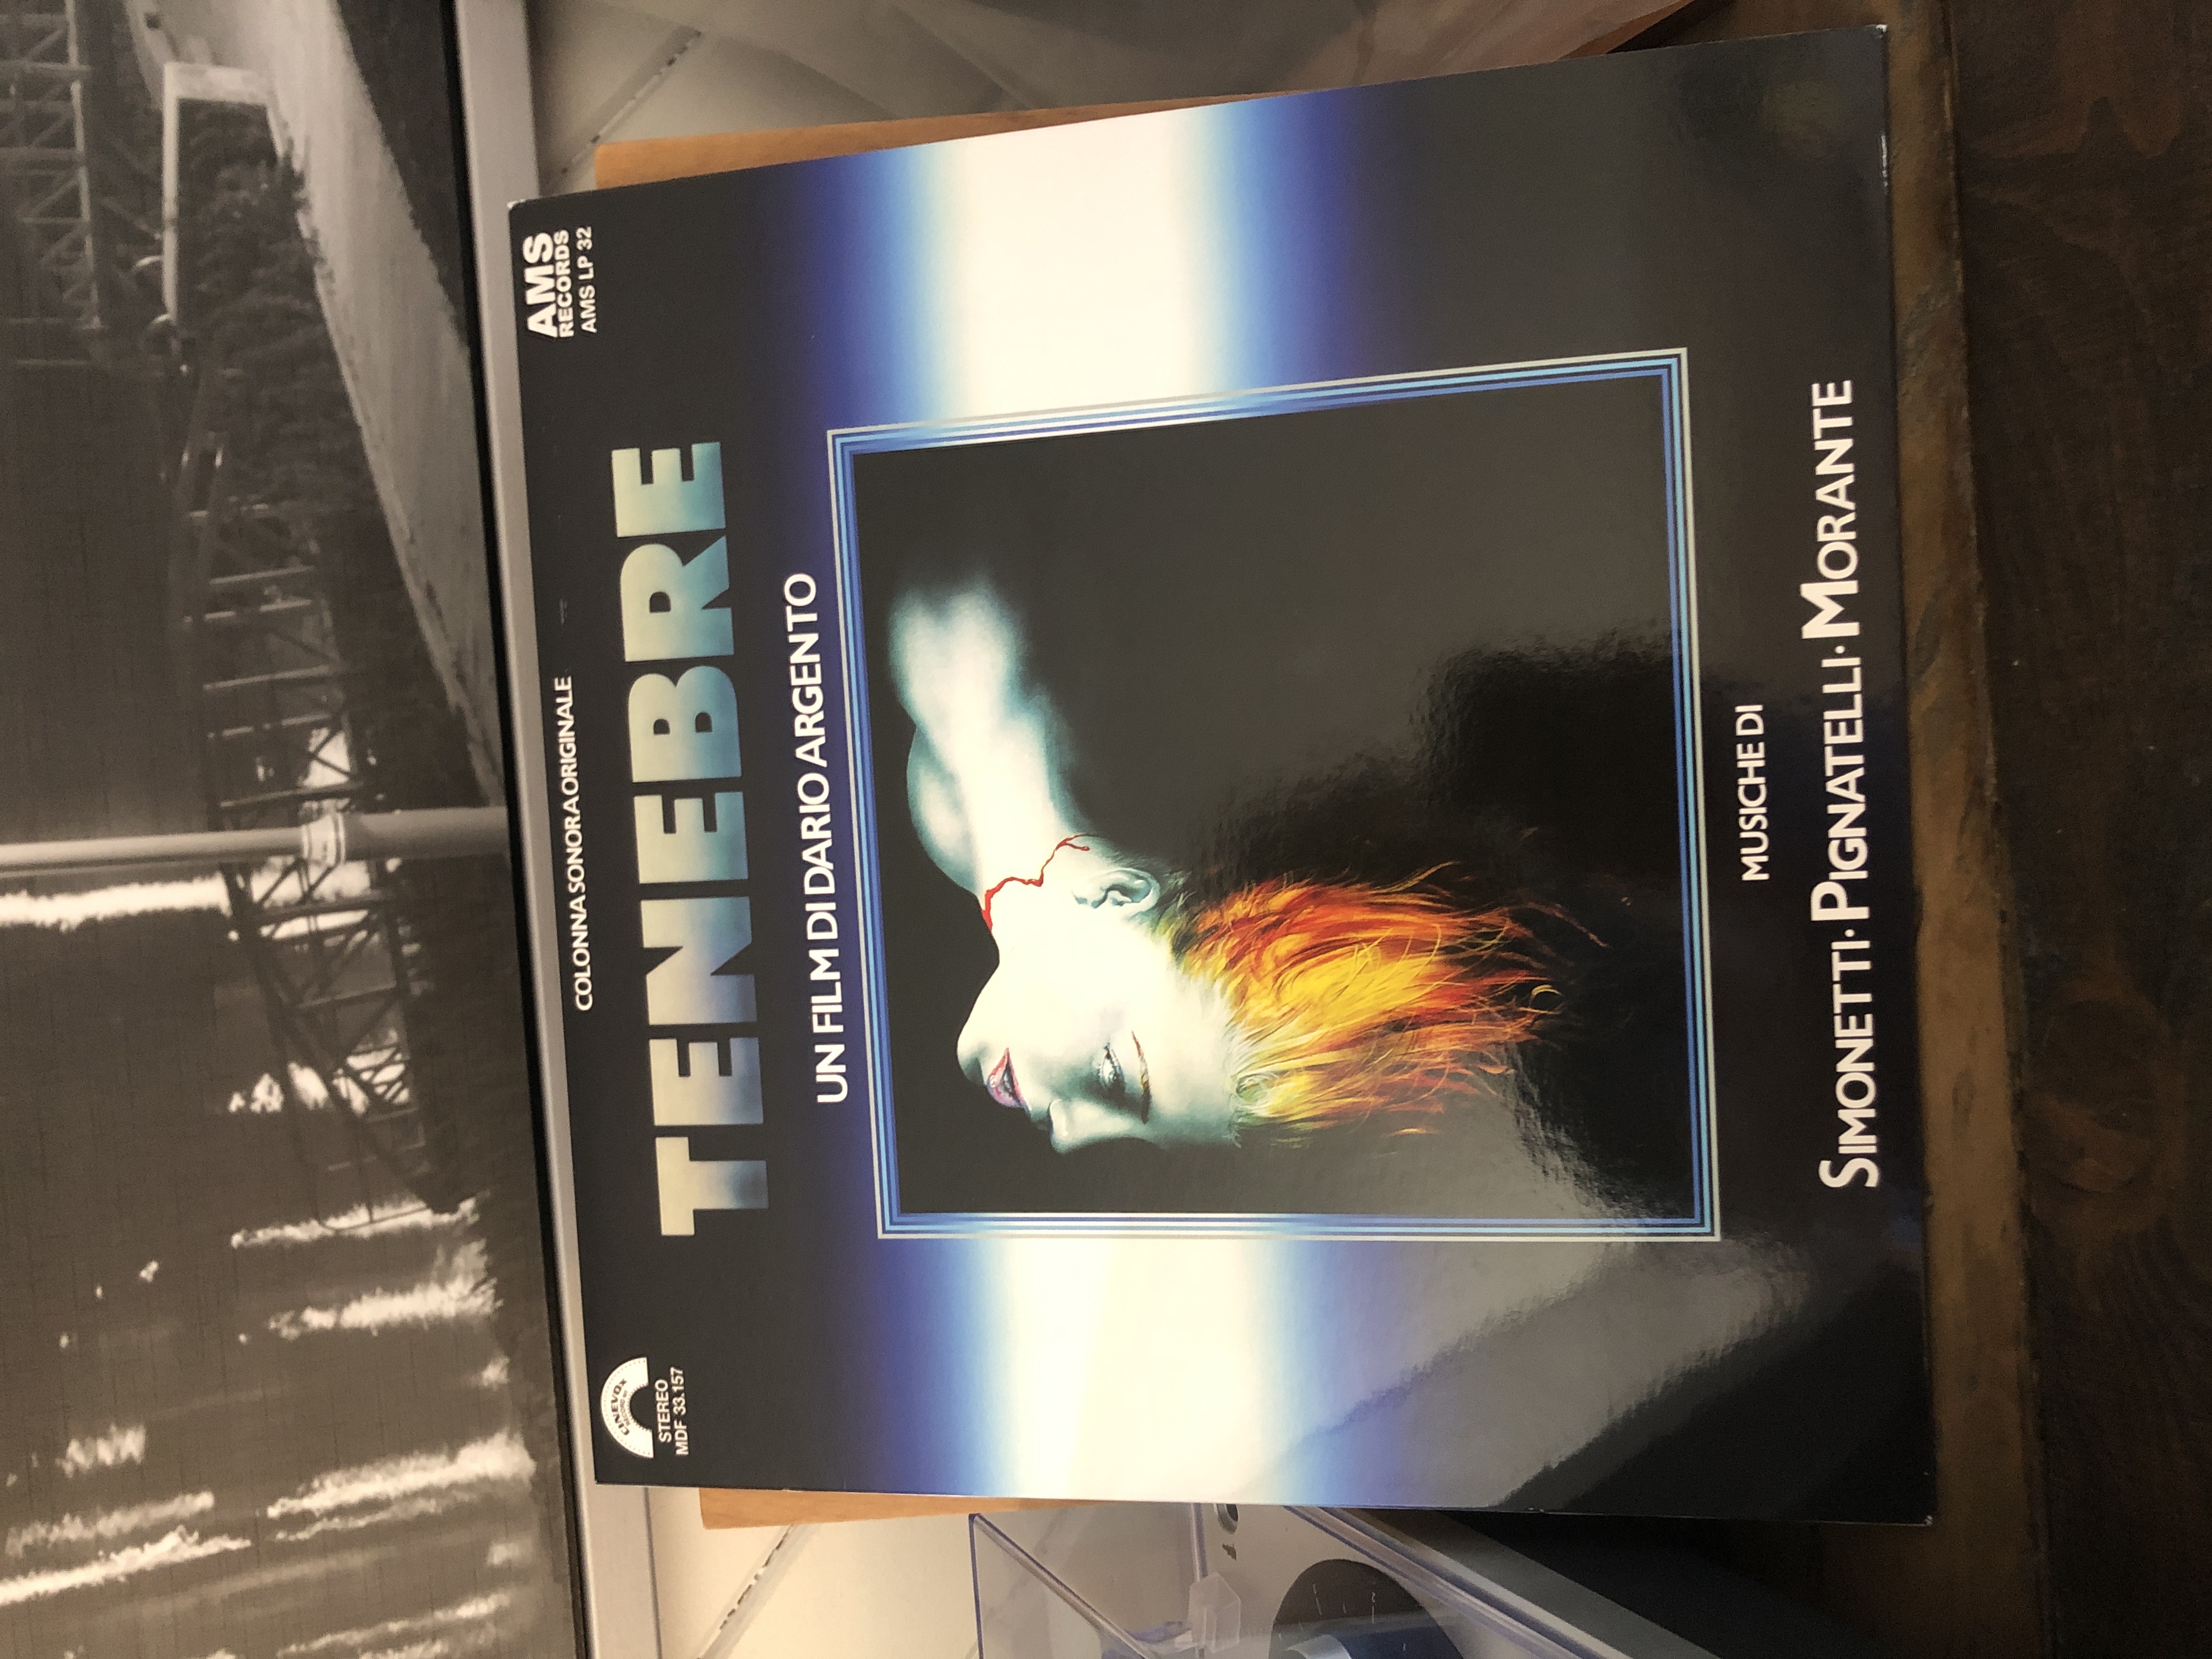 CINEVOX
STEREO
MDF 33.157
COLONNA SONORA ORIGINALE
AMS
RECORDS
AMS LP 32
TENEBRE
UN FILM DI DARIO ARGENTO
MUSICHE DI
SIMONETTI·PIGNATELLI·MORANTE